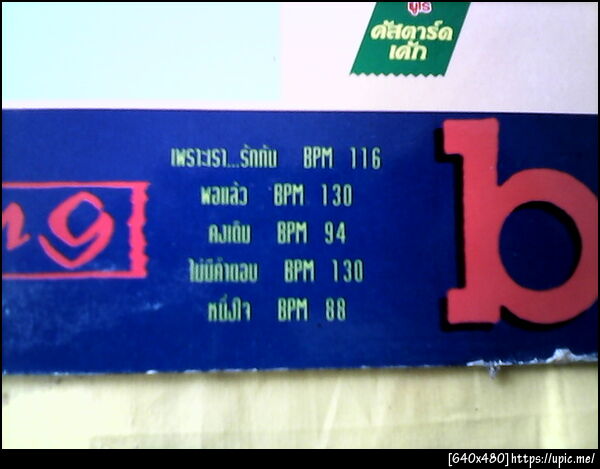 ยูโร
คัสตาร์ด
เค้ก
เพราะเรา...รักกัน BPM 116
พอแล้ว BPM 130
คงเดิม BPM 94
ไม่มีคำตอบ BPM 130
หนึ่งใจ BPM 88
b
[640x480]https://upic.me/